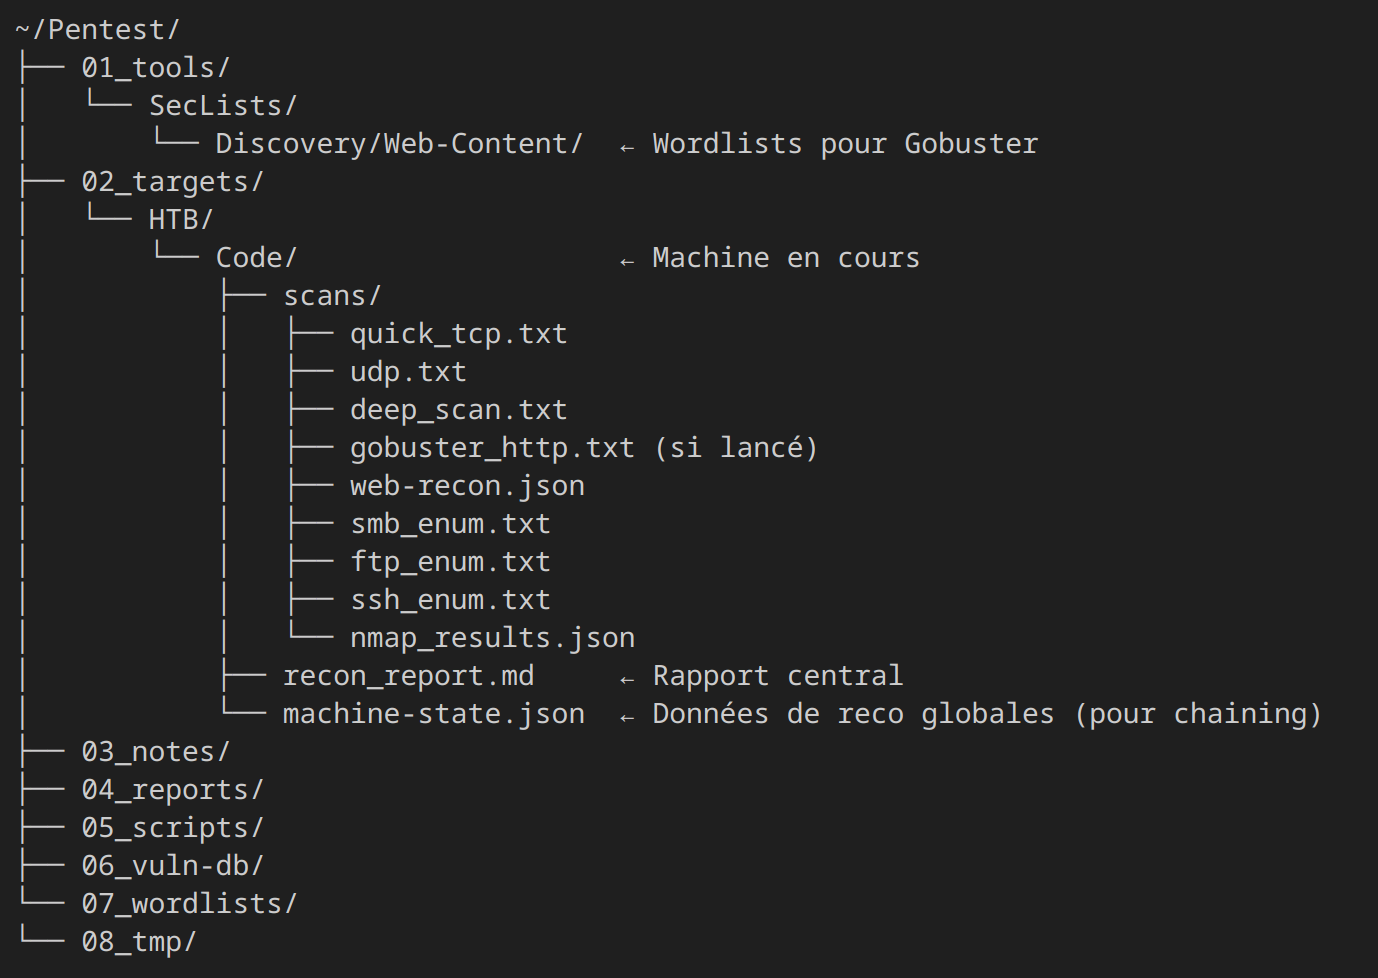 ~/Pentest/
├── 01_tools/
│   └── SecLists/
│       └── Discovery/Web-Content/  ← Wordlists pour Gobuster
├── 02_targets/
│   └── HTB/
│       └── Code/                   ← Machine en cours
│           ├── scans/
│           │   ├── quick_tcp.txt
│           │   ├── udp.txt
│           │   ├── deep_scan.txt
│           │   ├── gobuster_http.txt (si lancé)
│           │   ├── web-recon.json
│           │   ├── smb_enum.txt
│           │   ├── ftp_enum.txt
│           │   ├── ssh_enum.txt
│           │   └── nmap_results.json
│           ├── recon_report.md     ← Rapport central
│           └── machine-state.json  ← Données de reco globales (pour chaining)
├── 03_notes/
├── 04_reports/
├── 05_scripts/
├── 06_vuln-db/
└── 07_wordlists/
└── 08_tmp/